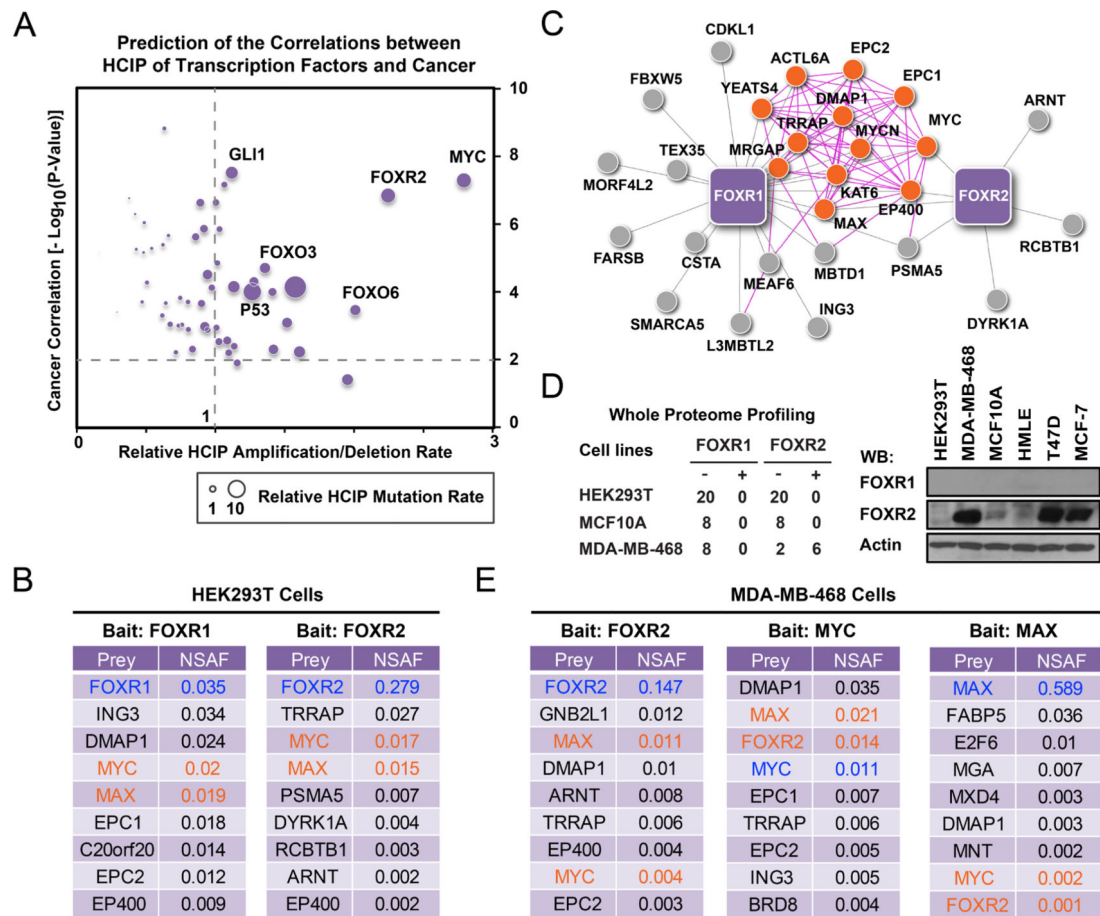 A
Prediction of the Correlations between
HCIP of Transcription Factors and Cancer
Cancer Correlation [- Log10(P-Value)]
10
8
6
4
2
0
GLI1
MYC
FOXR2
FOXO3
P53
FOXO6
1
0
3
Relative HCIP Amplification/Deletion Rate
1 10 Relative HCIP Mutation Rate
C
CDKL1
FBXW5
ACTL6A
EPC2
YEATS4
EPC1
DMAP1
ARNT
TRRAP
MYCN
MYC
TEX35
MRGAP
MORF4L2
FOXR1
KAT6
EP400
FOXR2
MAX
FARSB
CSTA
MEAF6
MBTD1
PSMA5
RCBTB1
SMARCA5
L3MBTL2
ING3
DYRK1A
D
Whole Proteome Profiling
Cell lines FOXR1 FOXR2
- + - +
HEK293T 20 0 20 0
MCF10A 8 0 8 0
MDA-MB-468 8 0 2 6
HEK293T
MDA-MB-468
MCF10A
HMLE
T47D
MCF-7
WB:
FOXR1
FOXR2
Actin
B
HEK293T Cells
Bait: FOXR1
Prey NSAF
FOXR1 0.035
ING3 0.034
DMAP1 0.024
MYC 0.02
MAX 0.019
EPC1 0.018
C20orf20 0.014
EPC2 0.012
EP400 0.009
Bait: FOXR2
Prey NSAF
FOXR2 0.279
TRRAP 0.027
MYC 0.017
MAX 0.015
PSMA5 0.007
DYRK1A 0.004
RCBTB1 0.003
ARNT 0.002
EP400 0.002
E
MDA-MB-468 Cells
Bait: FOXR2
Prey NSAF
FOXR2 0.147
GNB2L1 0.012
MAX 0.011
DMAP1 0.01
ARNT 0.008
TRRAP 0.006
EP400 0.004
MYC 0.004
EPC2 0.003
Bait: MYC
Prey NSAF
DMAP1 0.035
MAX 0.021
FOXR2 0.014
MYC 0.011
EPC1 0.007
TRRAP 0.006
EPC2 0.005
ING3 0.005
BRD8 0.004
Bait: MAX
Prey NSAF
MAX 0.589
FABP5 0.036
E2F6 0.01
MGA 0.007
MXD4 0.003
DMAP1 0.003
MNT 0.002
MYC 0.002
FOXR2 0.001